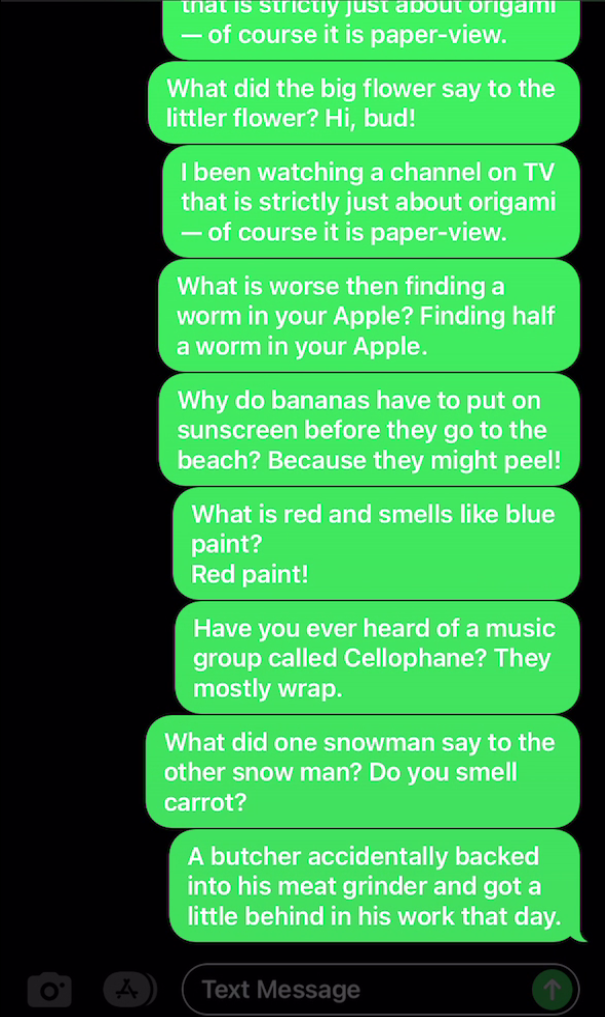 that is strictly just about origami
— of course it is paper-view.
What did the big flower say to the
littler flower? Hi, bud!
I been watching a channel on TV
that is strictly just about origami
— of course it is paper-view.
What is worse then finding a
worm in your Apple? Finding half
a worm in your Apple.
Why do bananas have to put on
sunscreen before they go to the
beach? Because they might peel!
What is red and smells like blue
paint?
Red paint!
Have you ever heard of a music
group called Cellophane? They
mostly wrap.
What did one snowman say to the
other snow man? Do you smell
carrot?
A butcher accidentally backed
into his meat grinder and got a
little behind in his work that day.
Text Message